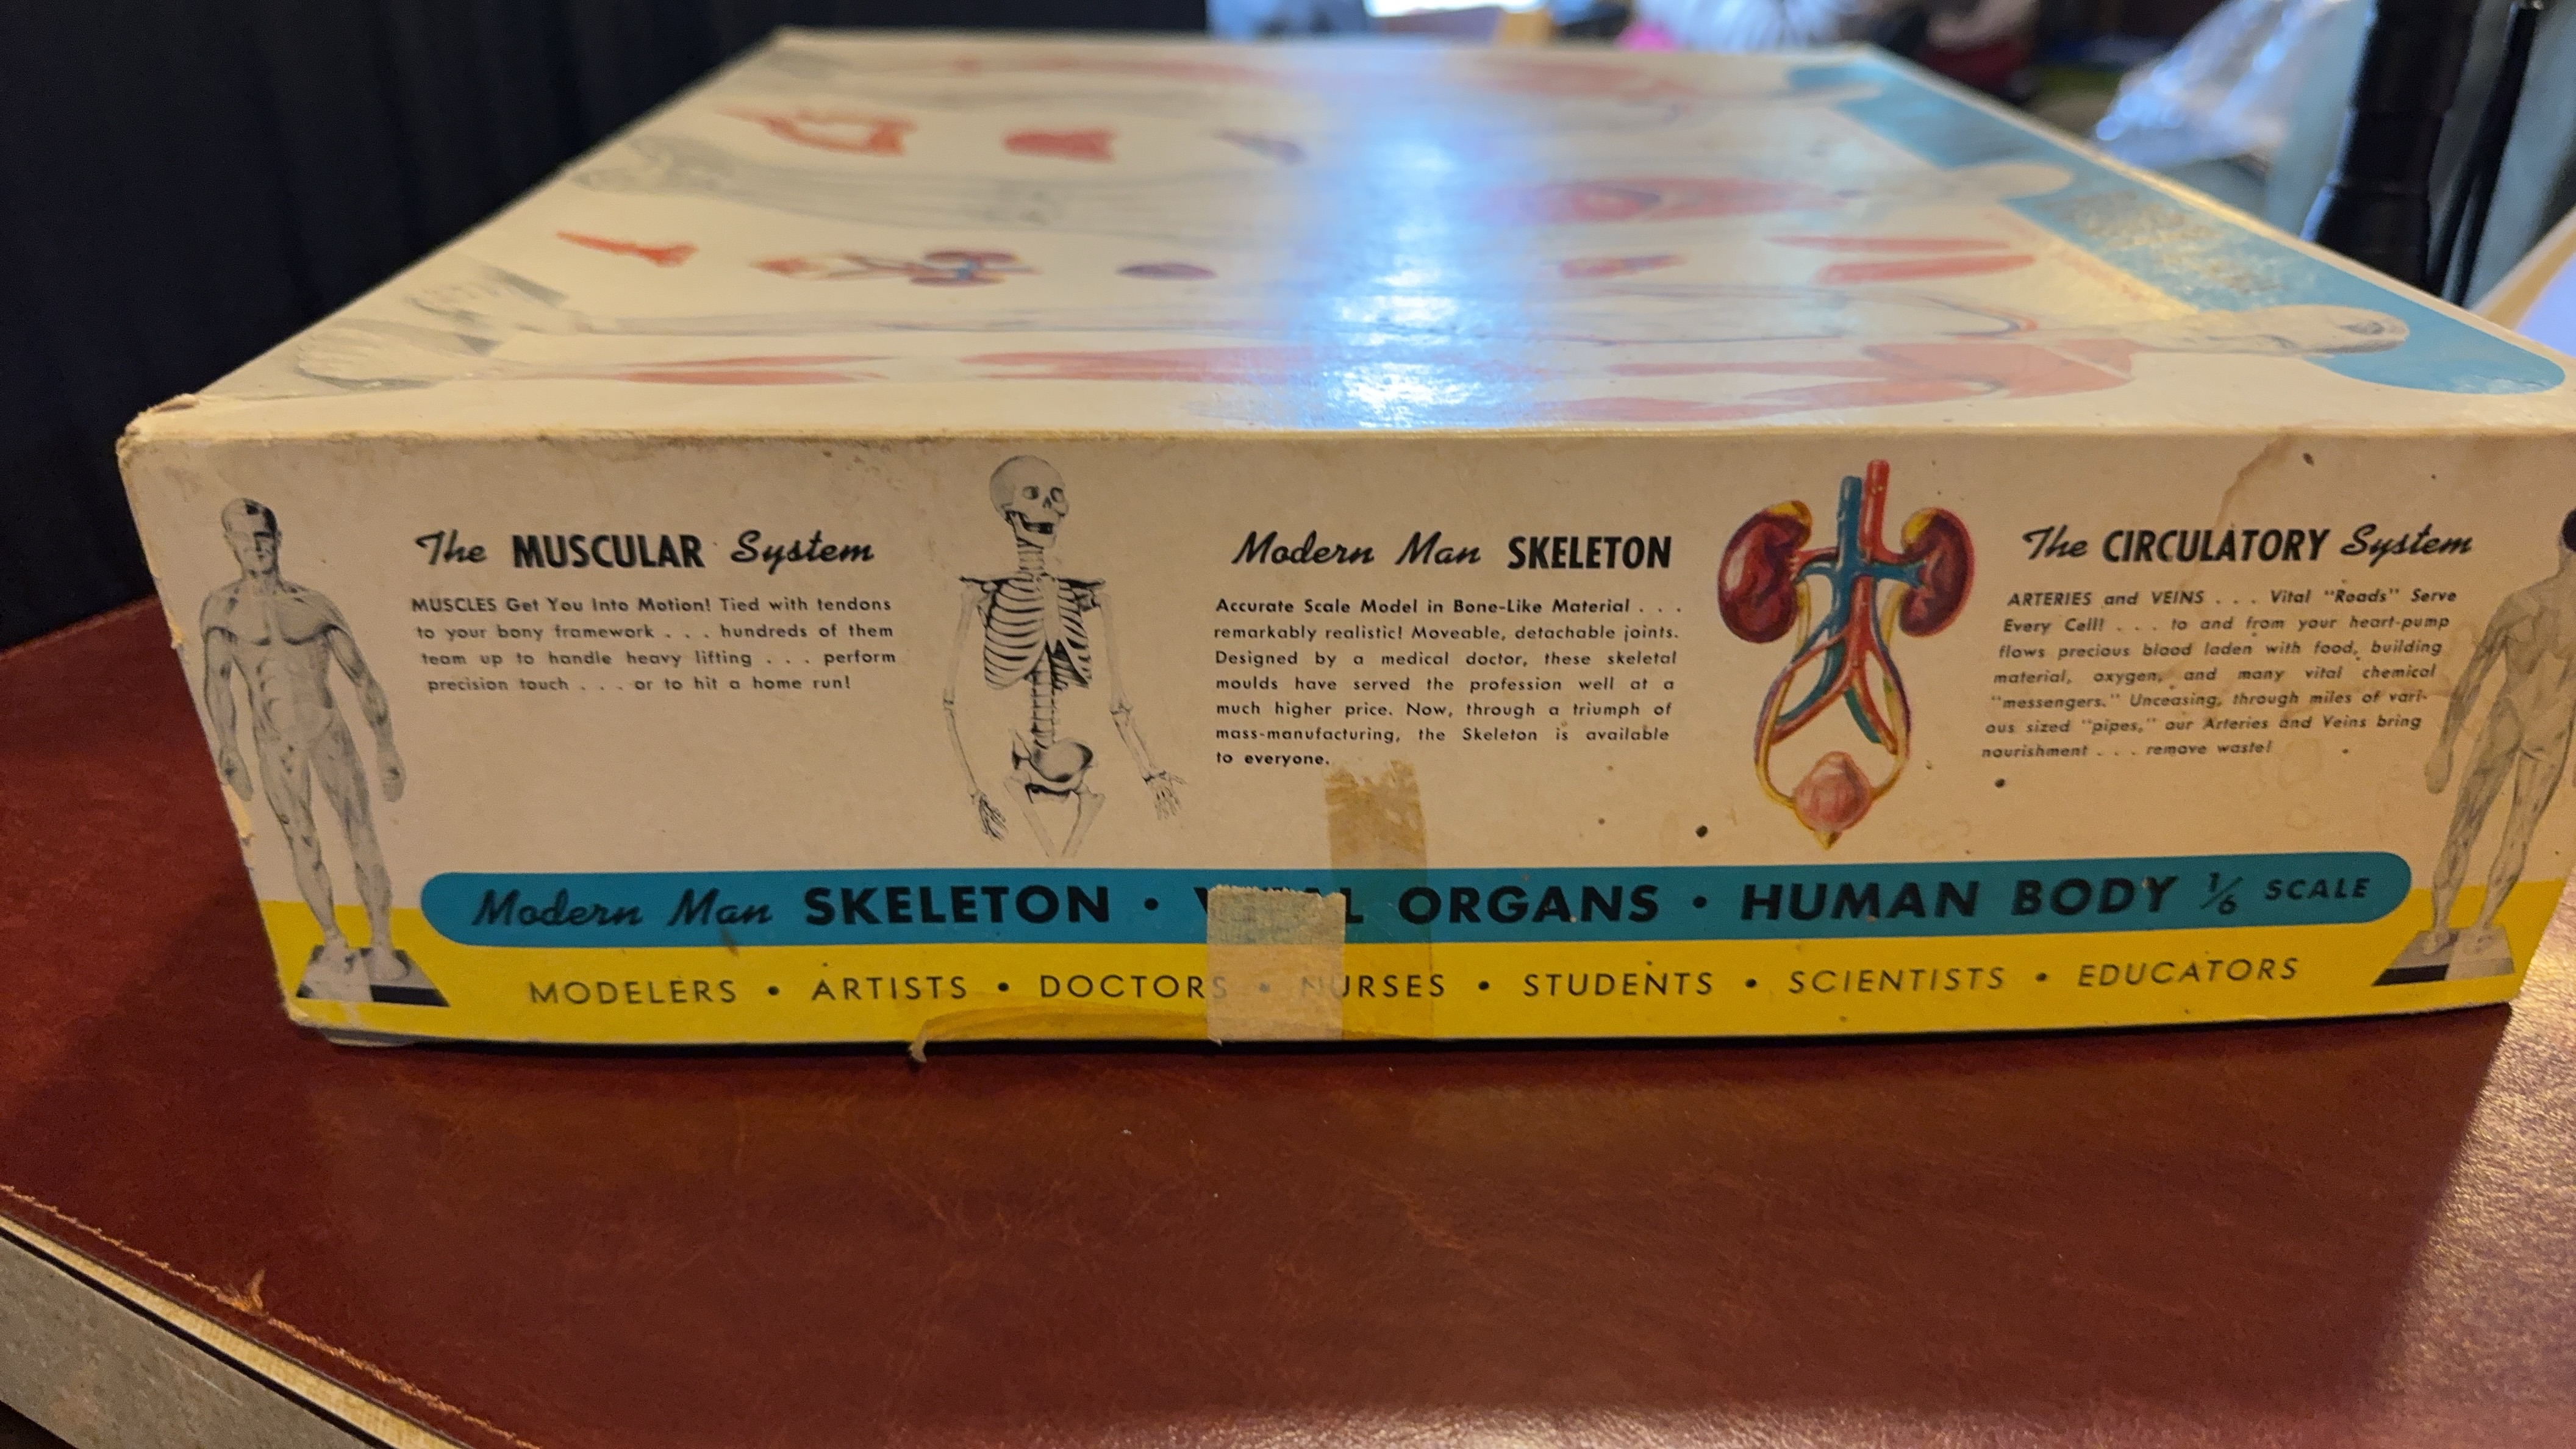 The MUSCULAR System
MUSCLES Get You Into Motion! Tied with tendons
to your bony framework . . . hundreds of them
team up to handle heavy lifting . . . perform
precision touch . . . or to hit a home run!
Modern Man SKELETON
Accurate Scale Model in Bone-Like Material . . .
remarkably realistic! Moveable, detachable joints.
Designed by a medical doctor, these skeletal
moulds have served the profession well at a
much higher price. Now, through a triumph of
mass-manufacturing, the Skeleton is available
to everyone.
The CIRCULATORY System
ARTERIES and VEINS . . . Vital "Roads" Serve
Every Cell! . . . to and from your heart-pump
flows precious blood laden with food, building
material, oxygen, and many vital chemical
"messengers." Unceasing, through miles of vari-
ous sized "pipes," our Arteries and Veins bring
nourishment . . . remove waste!
Modern Man SKELETON • ORGANS • HUMAN BODY 1/6 SCALE
MODELERS • ARTISTS • DOCTORS • NURSES • STUDENTS • SCIENTISTS • EDUCATORS